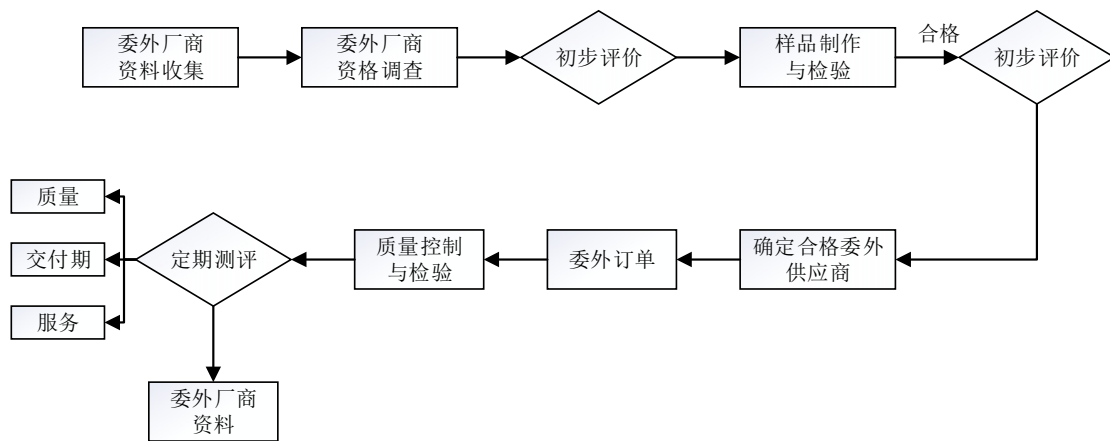 委外厂商
资料收集
委外厂商
资格调查
初步评价
样品制作
与检验
合格
初步评价
质量
交付期
服务
定期测评
质量控制
与检验
委外订单
确定合格委外
供应商
委外厂商
资料